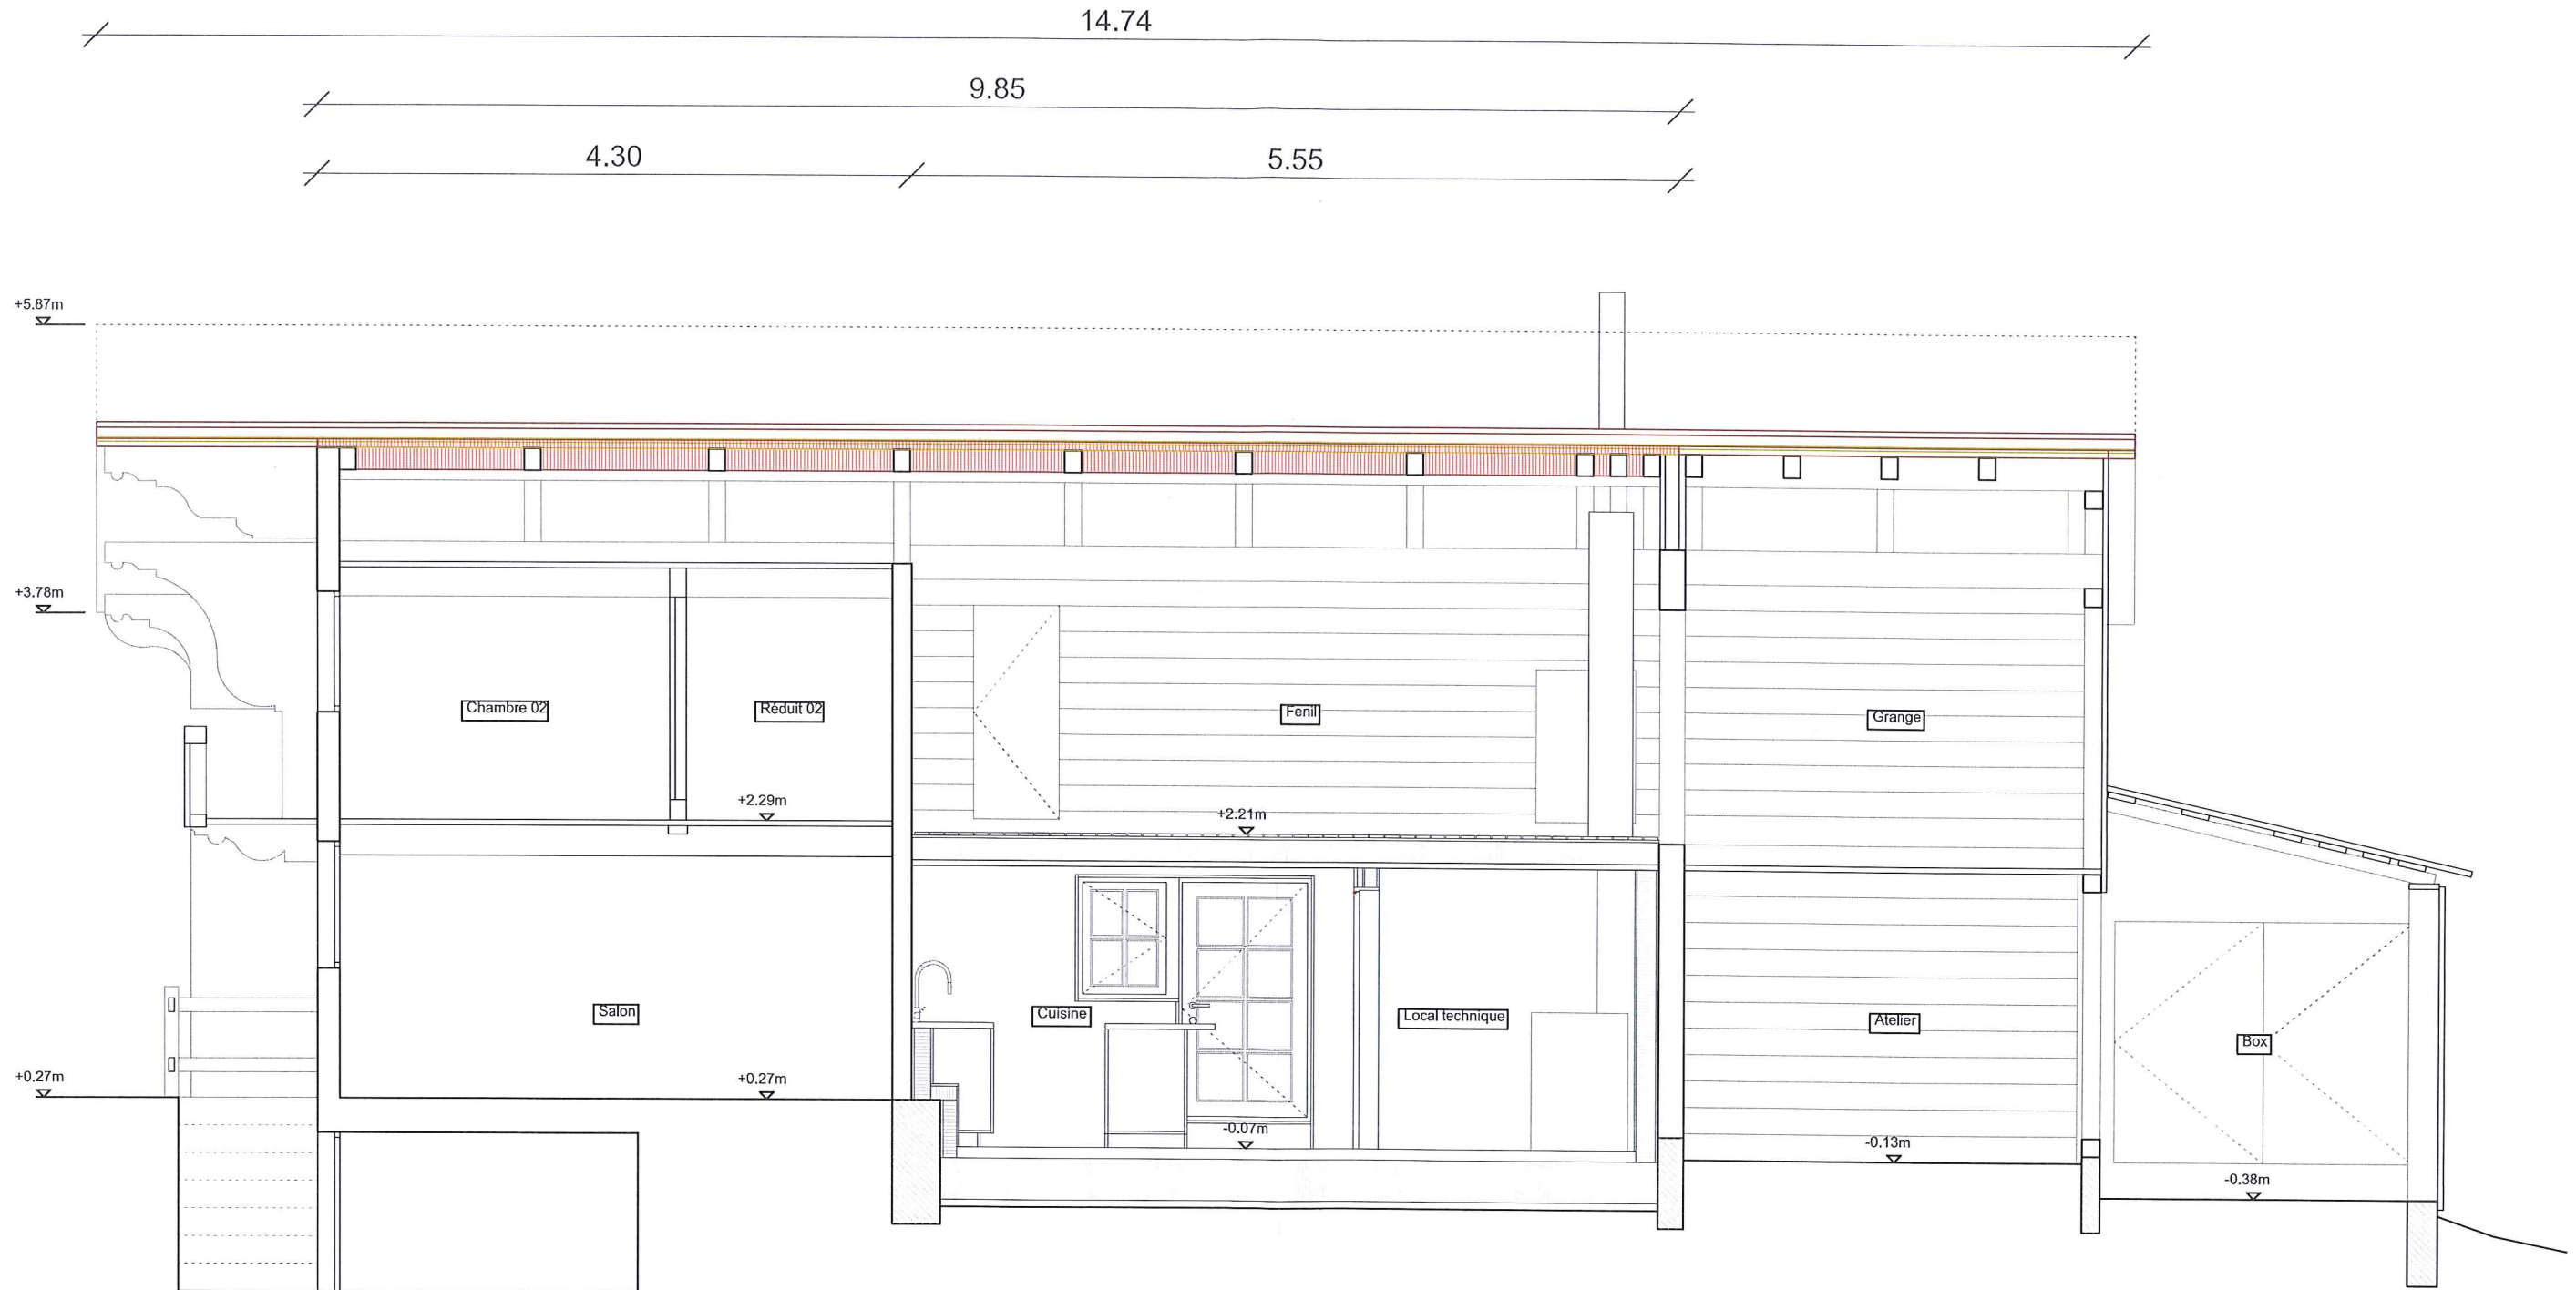 14.74
9.85
4.30
5.55
+5.87m
+3.78m
Chambre 02
Réduit 02
Fenil
Grange
+2.29m
+2.21m
Salon
Cuisine
Local technique
Atelier
Box
+0.27m
+0.27m
-0.07m
-0.13m
-0.38m